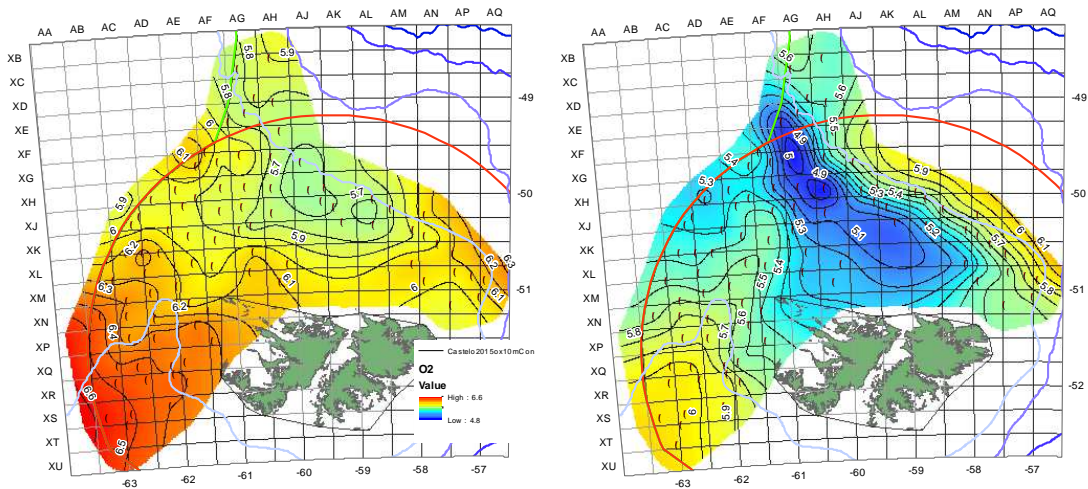 AA AB AC AD AE AF AG AH AJ AK AL AM AN AP AQ
XB
XC
XD
XE
XF
XG
XH
XJ
XK
XL
XM
XN
XP
XQ
XR
XS
XT
XU
5.8
5.9
5.8
6
6.1
5.7
5.9
5.7
6
5.9
6.2
6.3
6.2
6.1
6.1
6.3
6
6.2
6.4
6.6
6.5
-63 -62 -61 -60 -59 -58 -57
-49
-50
-51
Castelo2015ox10mCon
O2
Value
High : 6.6
Low : 4.8
AA AB AC AD AE AF AG AH AJ AK AL AM AN AP AQ
XB
XC
XD
XE
XF
XG
XH
XJ
XK
XL
XM
XN
XP
XQ
XR
XS
XT
XU
5.6
5.6
5.5
4.9
5
5.4
4.9
5.9
5.3
5.3
5.4
5.3
5.1
5.2
5.7
6
6.1
5.4
5.5
5.8
5.6
5.7
5.8
6
5.9
-63 -62 -61 -60 -59 -58 -57
-49
-50
-51
-52